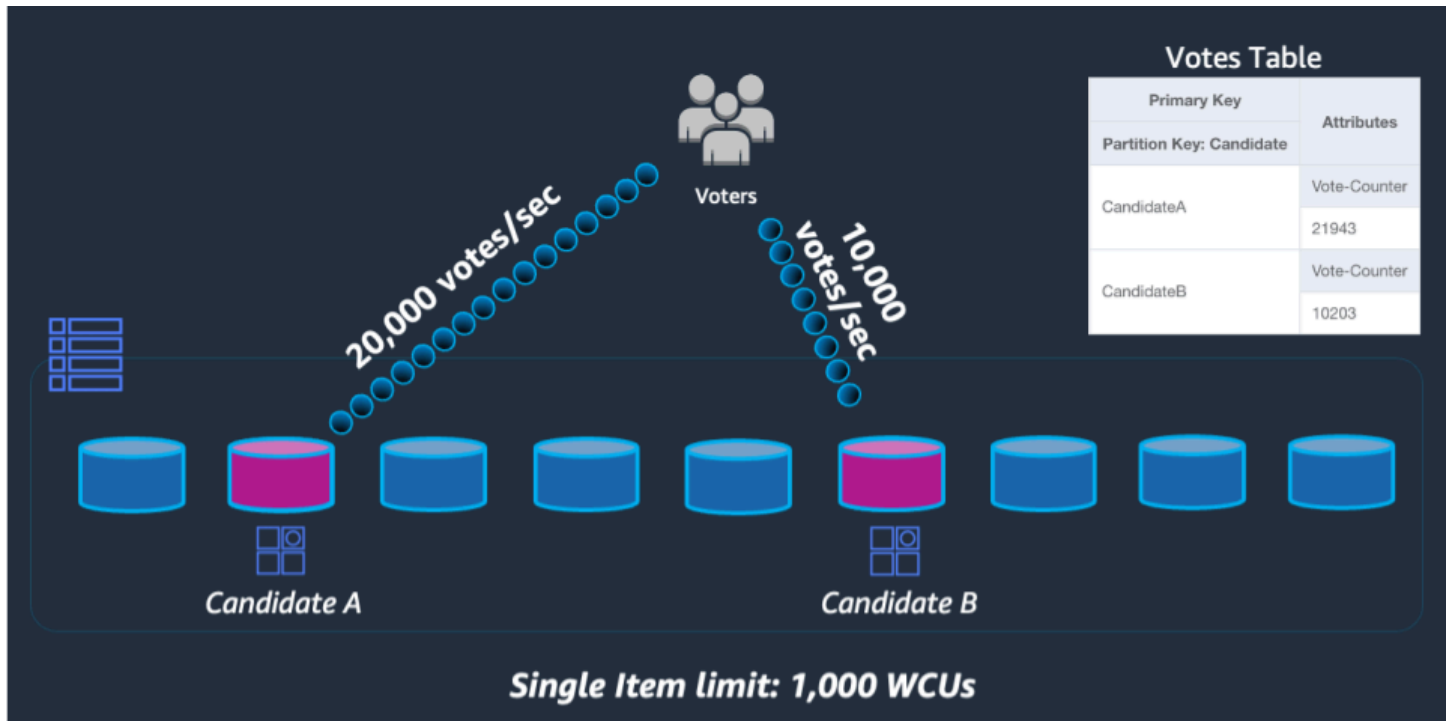 Votes Table
Primary Key
Attributes
Partition Key: Candidate
CandidateA
Vote-Counter
21943
CandidateB
Vote-Counter
10203
Voters
20,000 votes/sec
10,000
votes/sec
Candidate A
Candidate B
Single Item limit: 1,000 WCUs